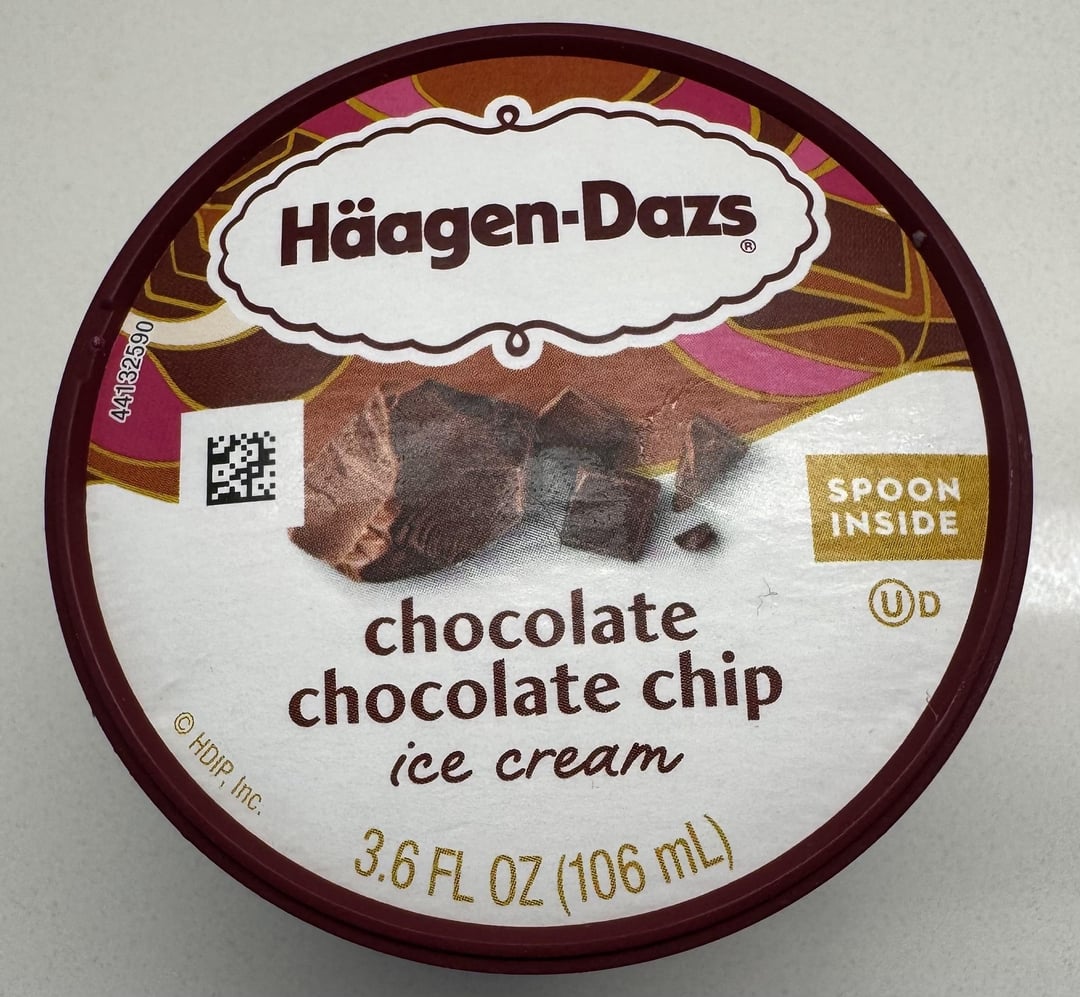 Häagen-Dazs®
44132590
SPOON
INSIDE
Ⓤ D
chocolate
chocolate chip
ice cream
© HDIP, Inc.
3.6 FL OZ (106 mL)